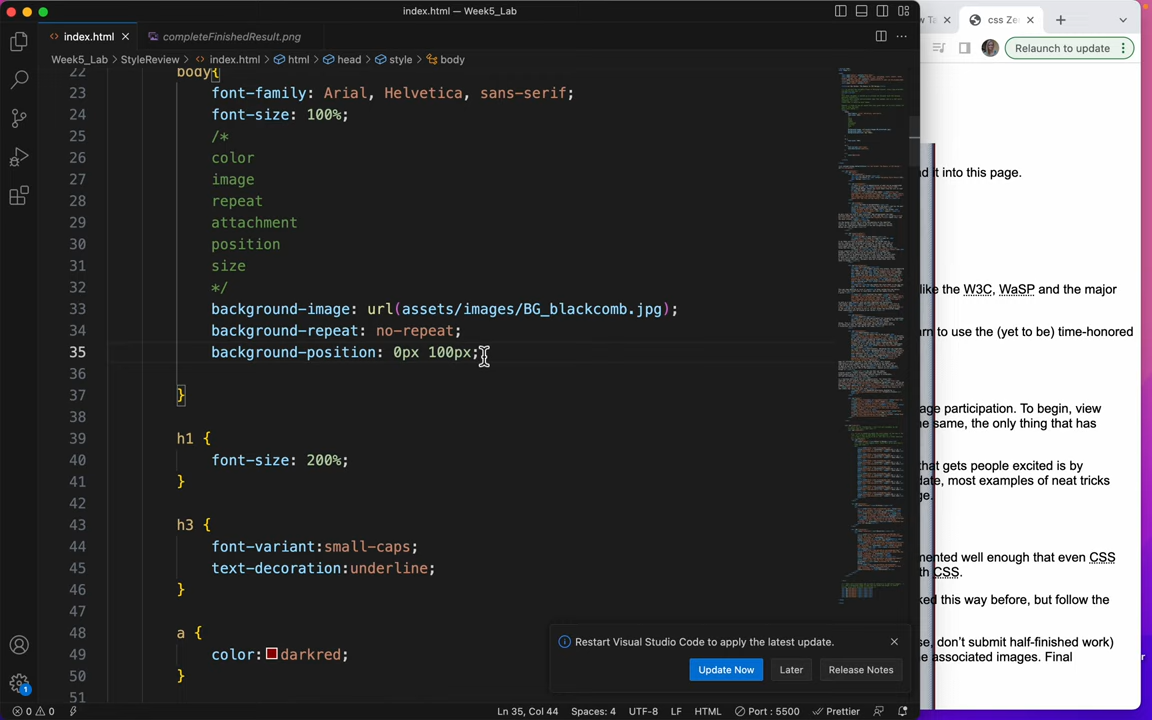 index.html — Week5_Lab
index.html
completeFinishedResult.png
Week5_Lab > StyleReview > index.html > html > head > style > body
22 body{
23 font-family: Arial, Helvetica, sans-serif;
24 font-size: 100%;
25 /*
26 color
27 image
28 repeat
29 attachment
30 position
31 size
32 */
33 background-image: url(assets/images/BG_blackcomb.jpg);
34 background-repeat: no-repeat;
35 background-position: 0px 100px;
36
37 }
38
39 h1 {
40 font-size: 200%;
41 }
42
43 h3 {
44 font-variant:small-caps;
45 text-decoration:underline;
46 }
47
48 a {
49 color: darkred;
50 }
51
Restart Visual Studio Code to apply the latest update.
Update Now Later Release Notes
0 0 Ln 35, Col 44 Spaces: 4 UTF-8 LF HTML Port : 5500 Prettier
1
css Ze
Relaunch to update
it into this page.
like the W3C, WaSP and the major
to use the (yet to be) time-honored
participation. To begin, view
same, the only thing that has
that gets people excited is by
most examples of neat tricks
well enough that even CSS
CSS.
this way before, but follow the
don't submit half-finished work)
associated images. Final